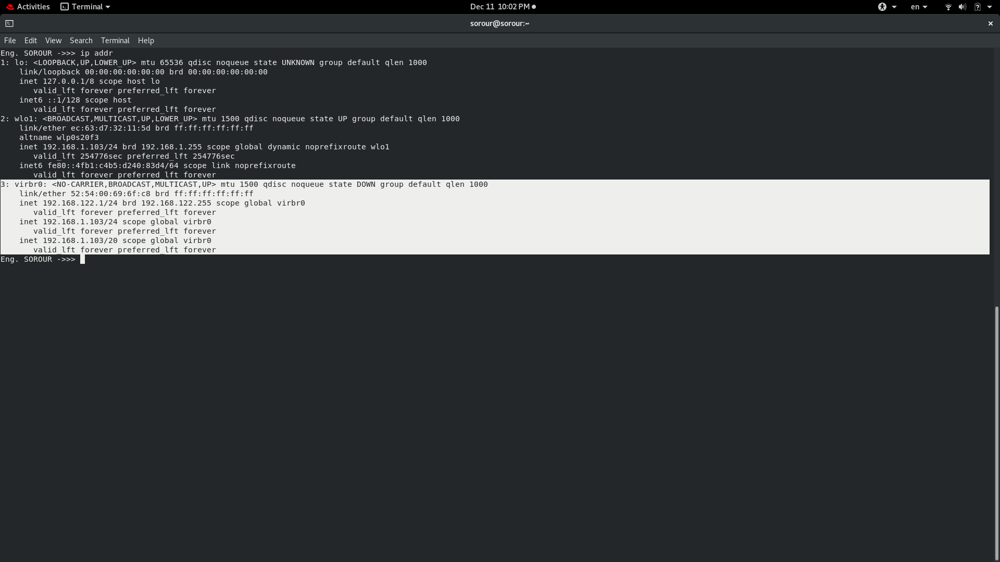 Activities Terminal Dec 11 10:02 PM en
sorour@sorour:~
File Edit View Search Terminal Help
Eng. SOROUR ->>> ip addr
1: lo: <LOOPBACK,UP,LOWER_UP> mtu 65536 qdisc noqueue state UNKNOWN group default qlen 1000
    link/loopback 00:00:00:00:00:00 brd 00:00:00:00:00:00
    inet 127.0.0.1/8 scope host lo
       valid_lft forever preferred_lft forever
    inet6 ::1/128 scope host
       valid_lft forever preferred_lft forever
2: wlo1: <BROADCAST,MULTICAST,UP,LOWER_UP> mtu 1500 qdisc noqueue state UP group default qlen 1000
    link/ether ec:63:d7:32:11:5d brd ff:ff:ff:ff:ff:ff
    altname wlp0s20f3
    inet 192.168.1.103/24 brd 192.168.1.255 scope global dynamic noprefixroute wlo1
       valid_lft 254776sec preferred_lft 254776sec
    inet6 fe80::4fb1:c4b5:d240:83d4/64 scope link noprefixroute
       valid_lft forever preferred_lft forever
3: virbr0: <NO-CARRIER,BROADCAST,MULTICAST,UP> mtu 1500 qdisc noqueue state DOWN group default qlen 1000
    link/ether 52:54:00:69:6f:c8 brd ff:ff:ff:ff:ff:ff
    inet 192.168.122.1/24 brd 192.168.122.255 scope global virbr0
       valid_lft forever preferred_lft forever
    inet 192.168.1.103/24 scope global virbr0
       valid_lft forever preferred_lft forever
    inet 192.168.1.103/20 scope global virbr0
       valid_lft forever preferred_lft forever
Eng. SOROUR ->>>